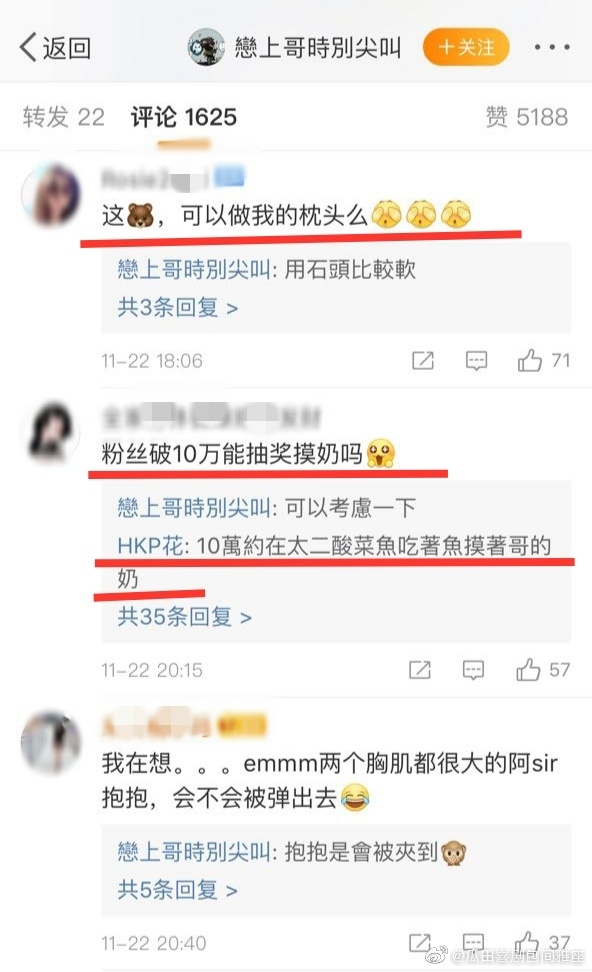 返回
戀上哥時別尖叫
+关注
转发 22 评论 1625 赞 5188
这🐻，可以做我的枕头么🫣🫣🫣
戀上哥時別尖叫: 用石頭比較軟
共3条回复 >
11-22 18:06 71
粉丝破10万能抽奖摸奶吗😱
戀上哥時別尖叫: 可以考慮一下
HKP花: 10萬約在太二酸菜魚吃著魚摸著哥的
奶
共35条回复 >
11-22 20:15 57
我在想。。。emmm两个胸肌都很大的阿sir
抱抱，会不会被弹出去😂
戀上哥時別尖叫: 抱抱是會被夾到🙊
共5条回复 >
11-22 20:40 37